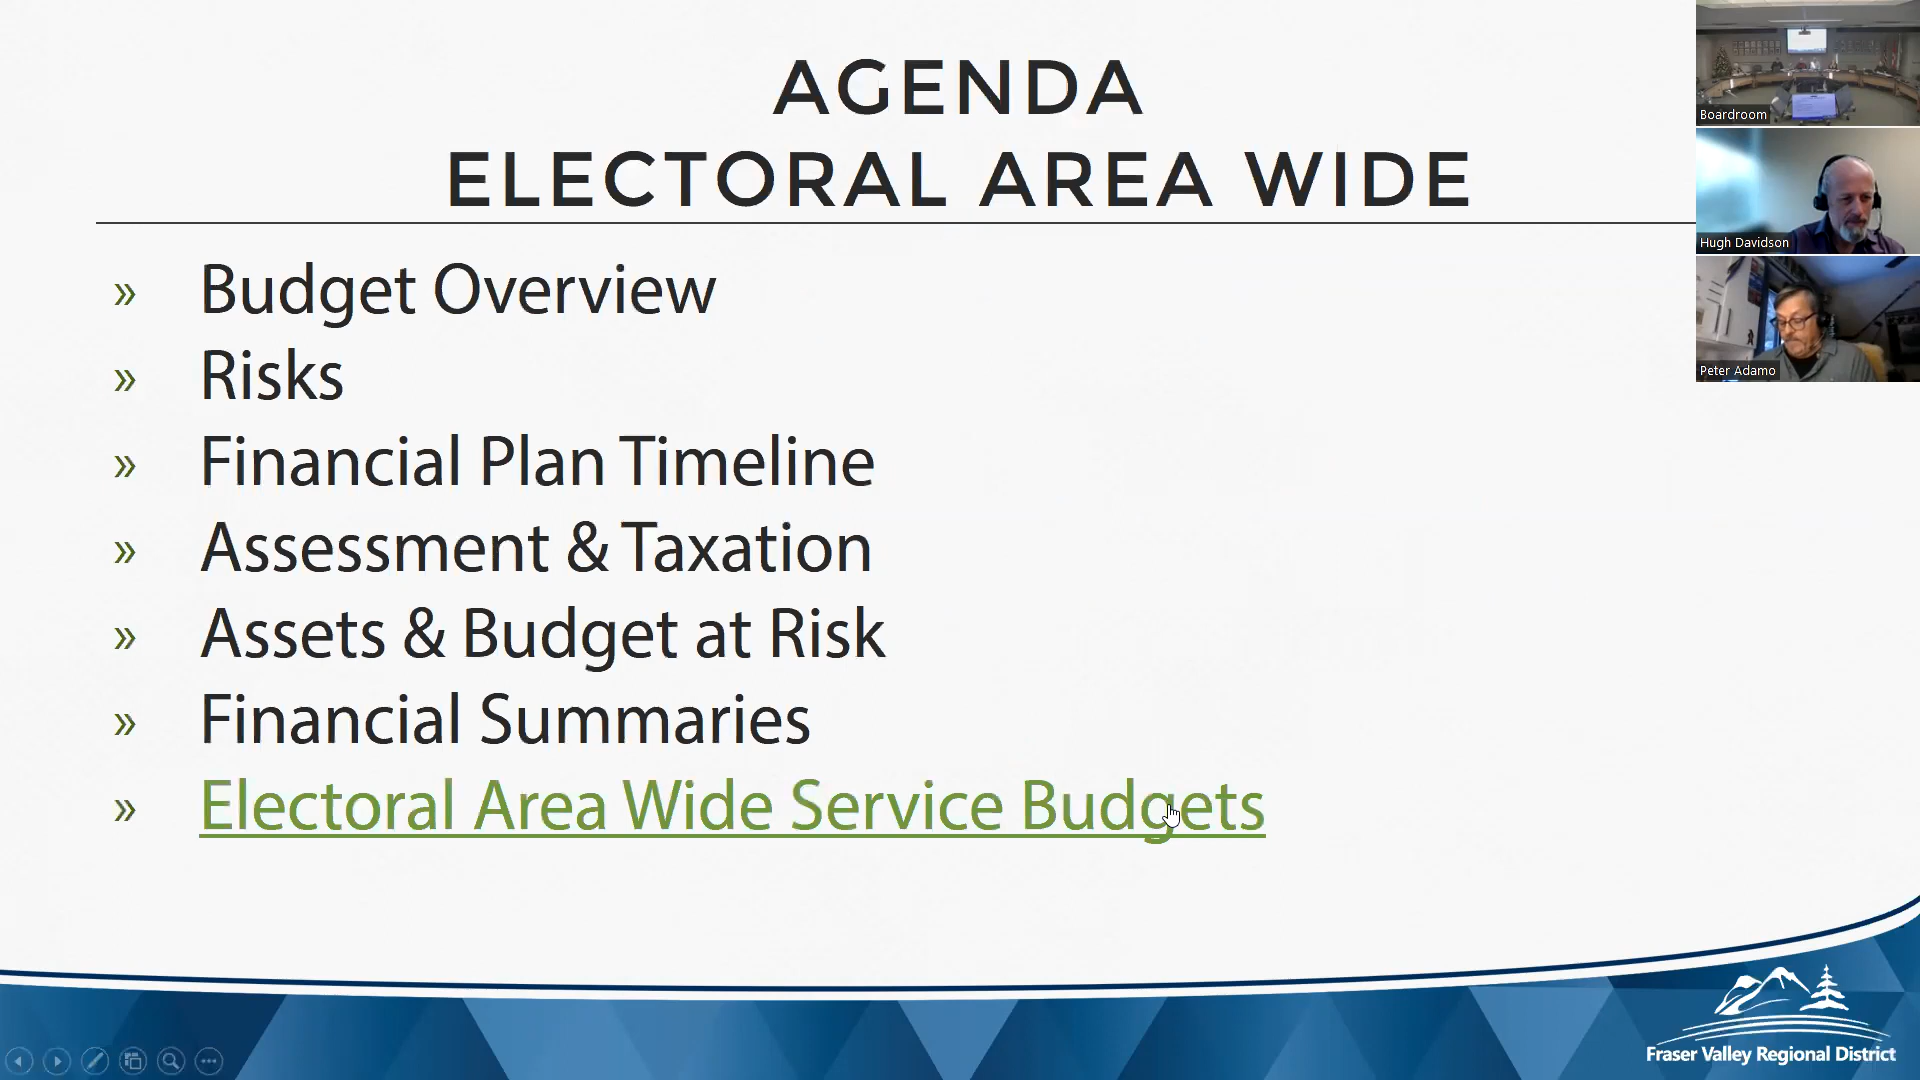 AGENDA
ELECTORAL AREA WIDE
» Budget Overview
» Risks
» Financial Plan Timeline
» Assessment & Taxation
» Assets & Budget at Risk
» Financial Summaries
» Electoral Area Wide Service Budgets
Boardroom
Hugh Davidson
Peter Adamo
Fraser Valley Regional District